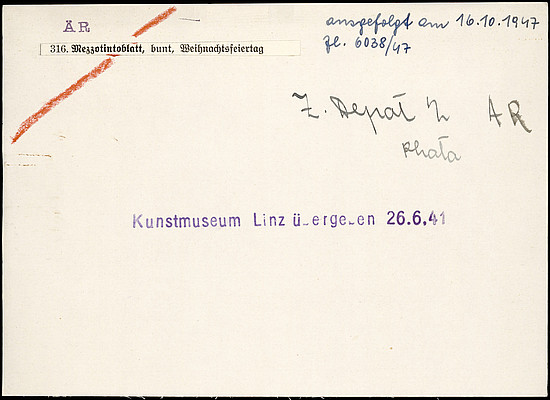 ÄR
ausgefolgt am 16.10.1947
Zl. 6038/47
316. Mezzotintoblatt, bunt, Weihnachtsfeiertag
Z. Depot AR
Kunstmuseum Linz übergeben 26.6.41